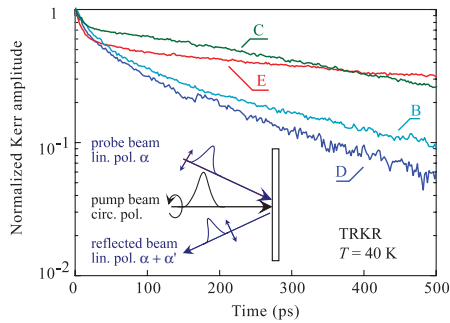 1
10⁻¹
10⁻²
Normalized Kerr amplitude
C
E
B
D
probe beam
lin. pol. α
pump beam
circ. pol.
reflected beam
lin. pol. α + α'
TRKR
T = 40 K
0 100 200 300 400 500
Time (ps)